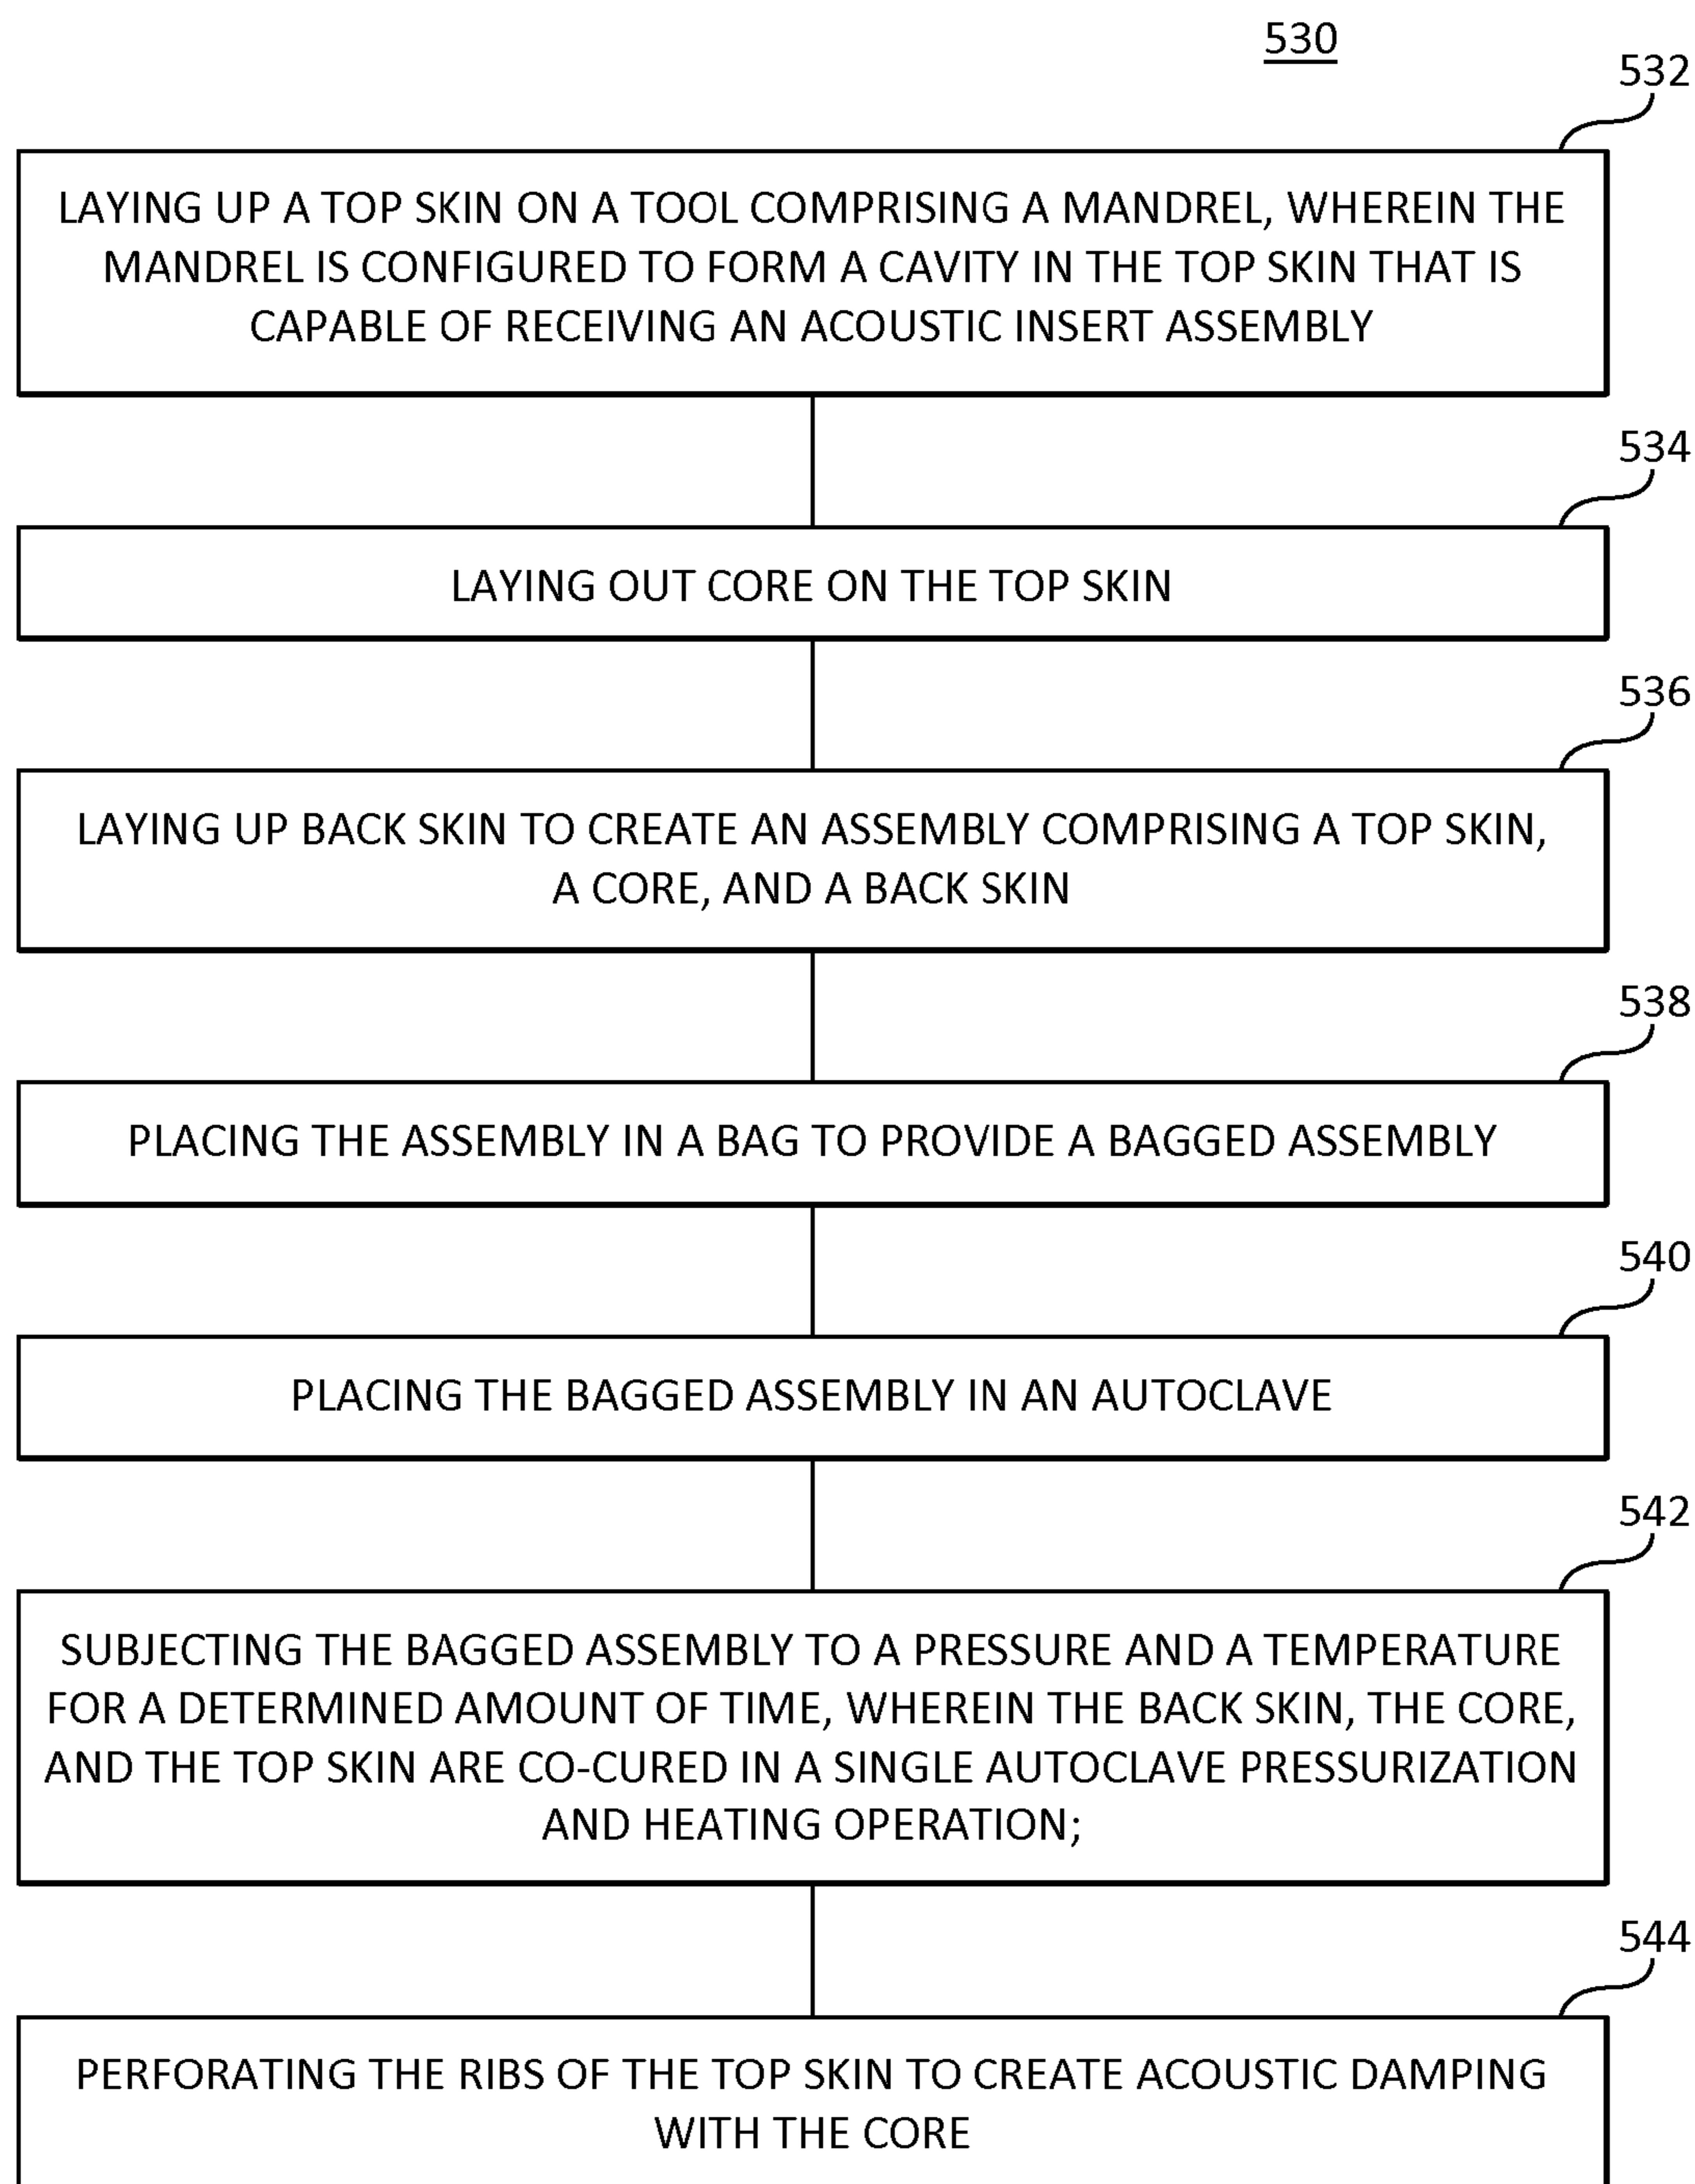 530
532
LAYING UP A TOP SKIN ON A TOOL COMPRISING A MANDREL, WHEREIN THE
MANDREL IS CONFIGURED TO FORM A CAVITY IN THE TOP SKIN THAT IS
CAPABLE OF RECEIVING AN ACOUSTIC INSERT ASSEMBLY
534
LAYING OUT CORE ON THE TOP SKIN
536
LAYING UP BACK SKIN TO CREATE AN ASSEMBLY COMPRISING A TOP SKIN,
A CORE, AND A BACK SKIN
538
PLACING THE ASSEMBLY IN A BAG TO PROVIDE A BAGGED ASSEMBLY
540
PLACING THE BAGGED ASSEMBLY IN AN AUTOCLAVE
542
SUBJECTING THE BAGGED ASSEMBLY TO A PRESSURE AND A TEMPERATURE
FOR A DETERMINED AMOUNT OF TIME, WHEREIN THE BACK SKIN, THE CORE,
AND THE TOP SKIN ARE CO-CURED IN A SINGLE AUTOCLAVE PRESSURIZATION
AND HEATING OPERATION;
544
PERFORATING THE RIBS OF THE TOP SKIN TO CREATE ACOUSTIC DAMPING
WITH THE CORE